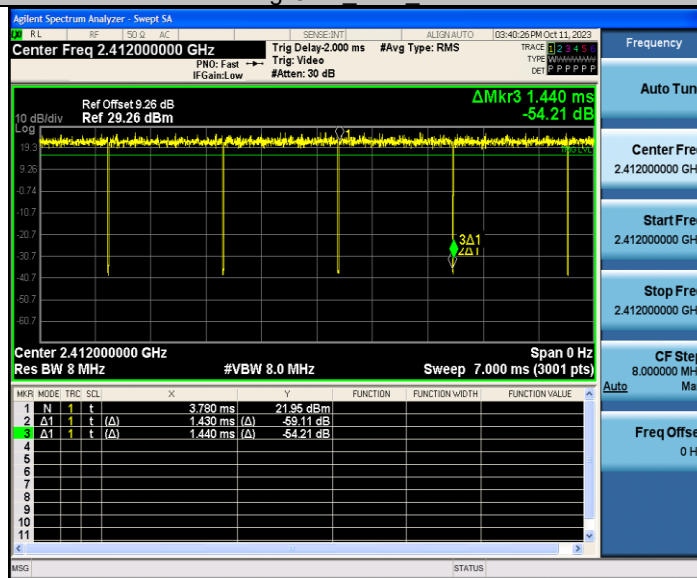 Agilent Spectrum Analyzer - Swept SA
RL RF 50 Ω AC SENSE:INT ALIGN AUTO 03:40:26 PM Oct 11, 2023
Center Freq 2.412000000 GHz
PNO: Fast
IFGain:Low
Trig Delay-2.000 ms
Trig: Video
#Atten: 30 dB
#Avg Type: RMS
TRACE 1 2 3 4 5 6
TYPE
DET P P P P P P
Ref Offset 9.26 dB
10 dB/div Ref 29.26 dBm
Log
ΔMkr3 1.440 ms
-54.21 dB
19.3
9.26
-0.74
-10.7
-20.7
-30.7
-40.7
-50.7
-60.7
1
3Δ1
2Δ1
Center 2.412000000 GHz Span 0 Hz
Res BW 8 MHz #VBW 8.0 MHz Sweep 7.000 ms (3001 pts)
MKR MODE TRC SCL X Y FUNCTION FUNCTION WIDTH FUNCTION VALUE
1 N 1 t 3.780 ms 21.95 dBm
2 Δ1 1 t (Δ) 1.430 ms (Δ) -59.11 dB
3 Δ1 1 t (Δ) 1.440 ms (Δ) -54.21 dB
4
5
6
7
8
9
10
11
MSG STATUS
Frequency
Auto Tun
Center Fre
2.412000000 GH
Start Fre
2.412000000 GH
Stop Fre
2.412000000 GH
CF Step
8.000000 MH
Auto Ma
Freq Offse
0 H